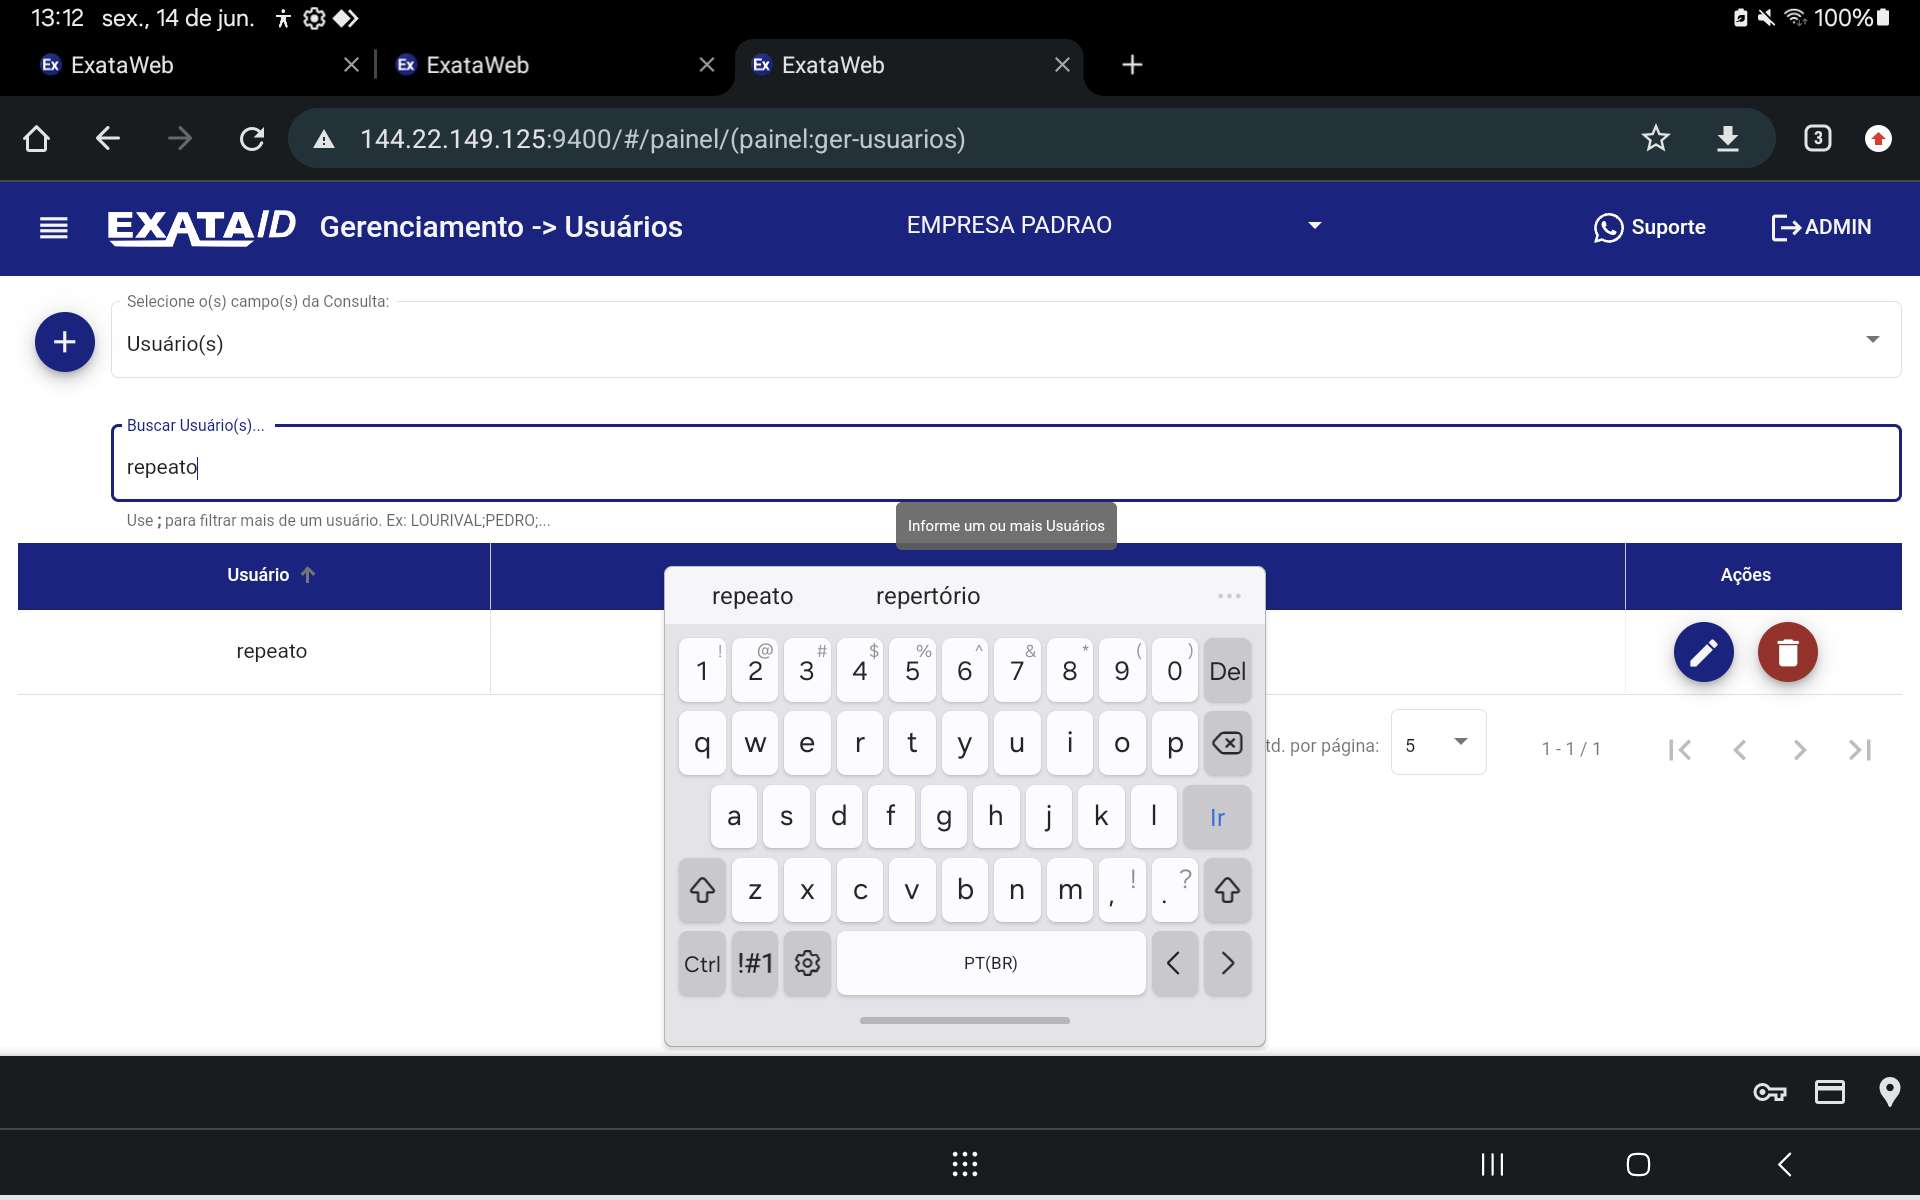 13:12 sex., 14 de jun. 100%
Ex ExataWeb
Ex ExataWeb
Ex ExataWeb
144.22.149.125:9400/#/painel/(painel:ger-usuarios)
3
EXATA/ID Gerenciamento -> Usuários EMPRESA PADRAO Suporte ADMIN
Selecione o(s) campo(s) da Consulta:
Usuário(s)
Buscar Usuário(s)...
repeato
Use ; para filtrar mais de um usuário. Ex: LOURIVAL;PEDRO;...
Informe um ou mais Usuários
Usuário Ações
repeato
td. por página: 5 1 - 1 / 1
repeato repertório ...
! @ # $ % ^ & * ( )
1 2 3 4 5 6 7 8 9 0 Del
q w e r t y u i o p
a s d f g h j k l Ir
z x c v b n m , ! . ?
Ctrl !#1 PT(BR)